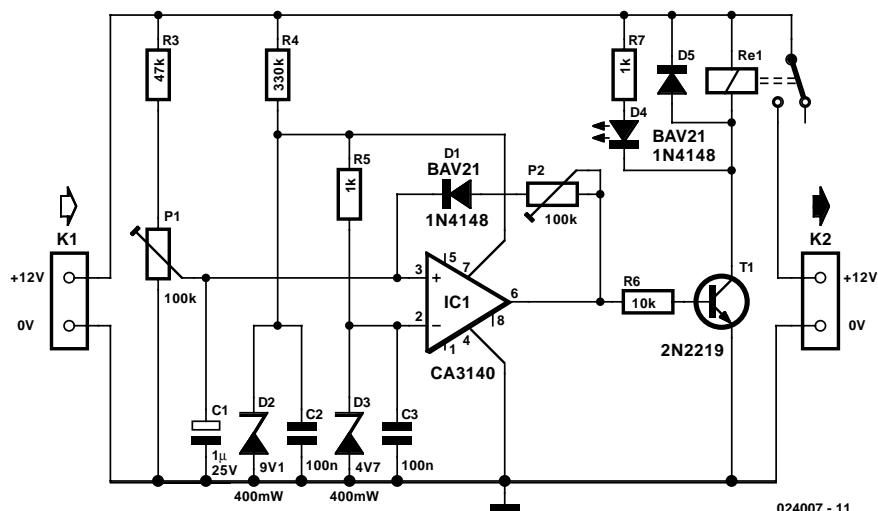 R3
47k
R4
330k
R7
1k
D5
Re1
D4
BAV21
1N4148
R5
1k
D1
BAV21
1N4148
P2
100k
K1
P1
100k
+12V
0V
3
+
5
7
IC1
6
2
–
1
4
8
CA3140
R6
10k
T1
2N2219
K2
+12V
0V
C1
1µ
25V
D2
9V1
400mW
C2
100n
D3
4V7
400mW
C3
100n
024007 - 11